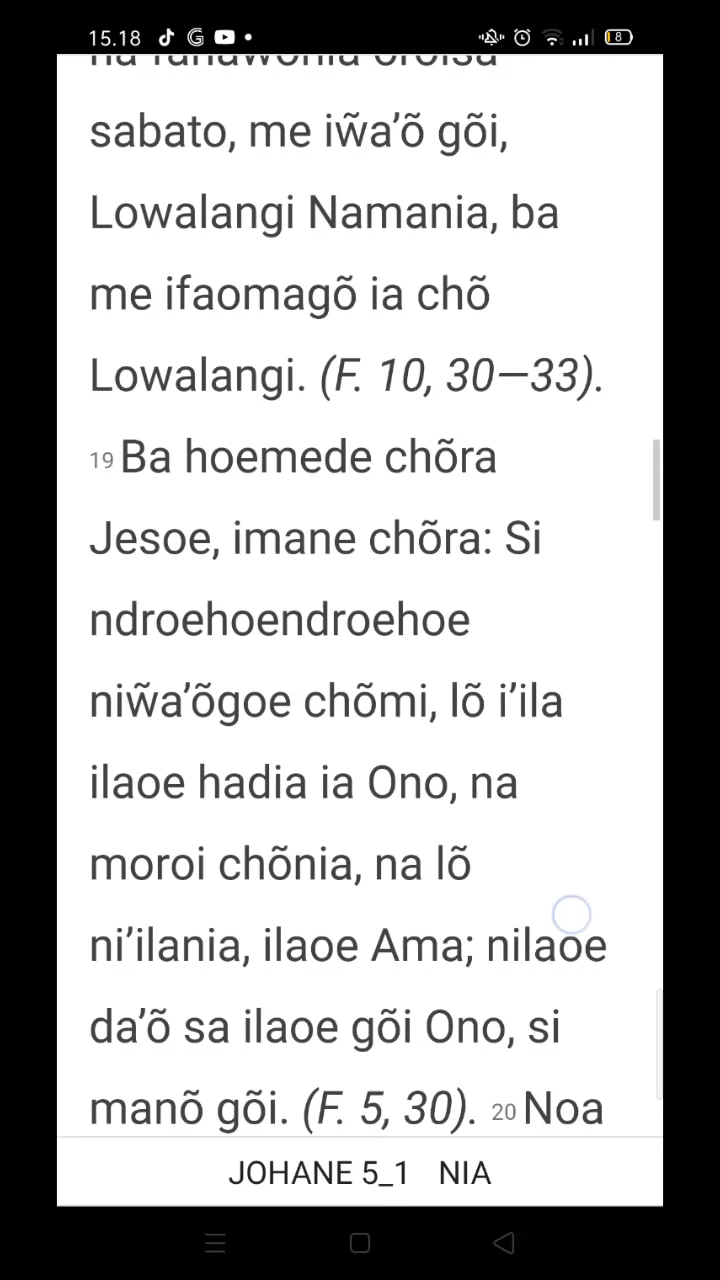 15.18
8
sabato, me iw̃a’õ gõi,
Lowalangi Namania, ba
me ifaomagõ ia chõ
Lowalangi. (F. 10, 30—33).
19 Ba hoemede chõra
Jesoe, imane chõra: Si
ndroehoendroehoe
niw̃a’õgoe chõmi, lõ i’ila
ilaoe hadia ia Ono, na
moroi chõnia, na lõ
ni’ilania, ilaoe Ama; nilaoe
da’õ sa ilaoe gõi Ono, si
manõ gõi. (F. 5, 30). 20 Noa
JOHANE 5_1 NIA